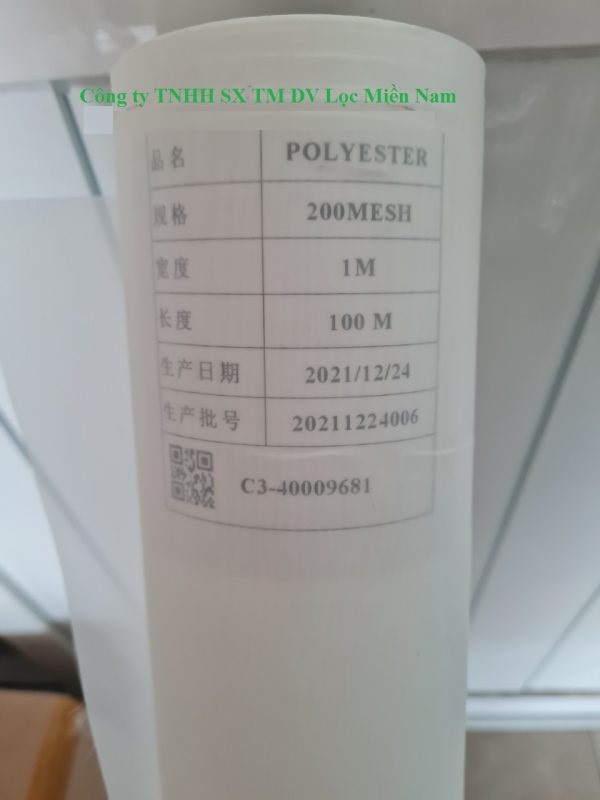 Công ty TNHH SX TM DV Lọc Miền Nam
品名 POLYESTER
规格 200MESH
宽度 1M
长度 100 M
生产日期 2021/12/24
生产批号 20211224006
C3-40009681